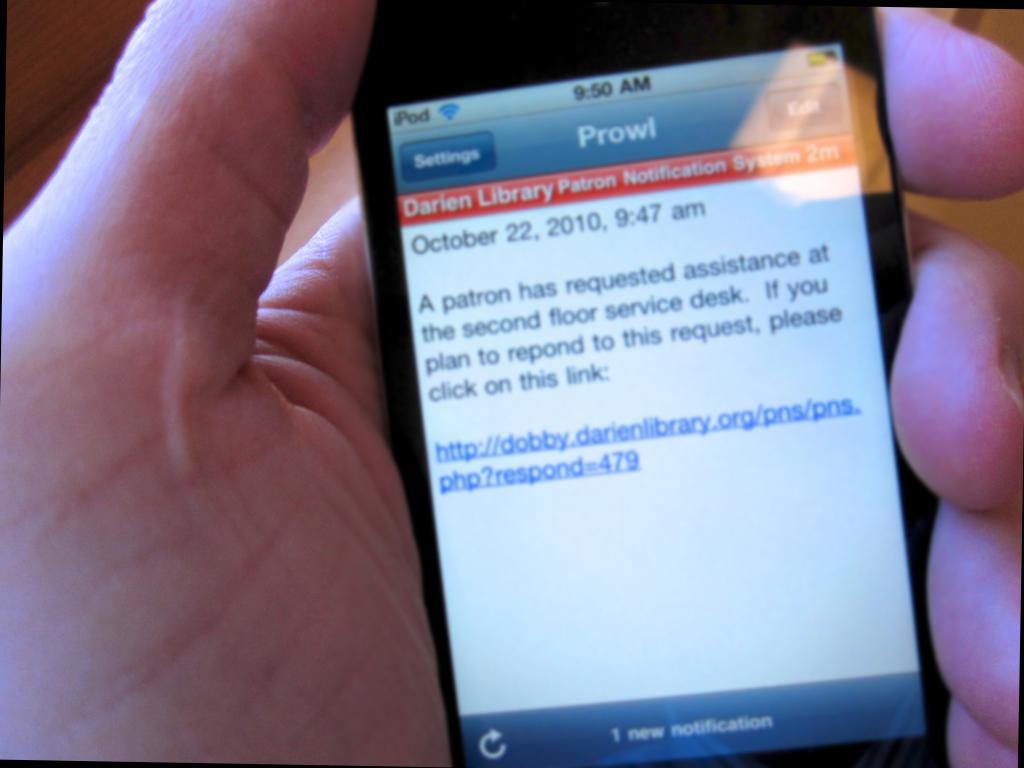 iPod 9:50 AM
Settings Prowl Edit
Darien Library Patron Notification System 2m
October 22, 2010, 9:47 am
A patron has requested assistance at
the second floor service desk. If you
plan to repond to this request, please
click on this link:
http://dobby.darienlibrary.org/pns/pns.
php?respond=479
1 new notification